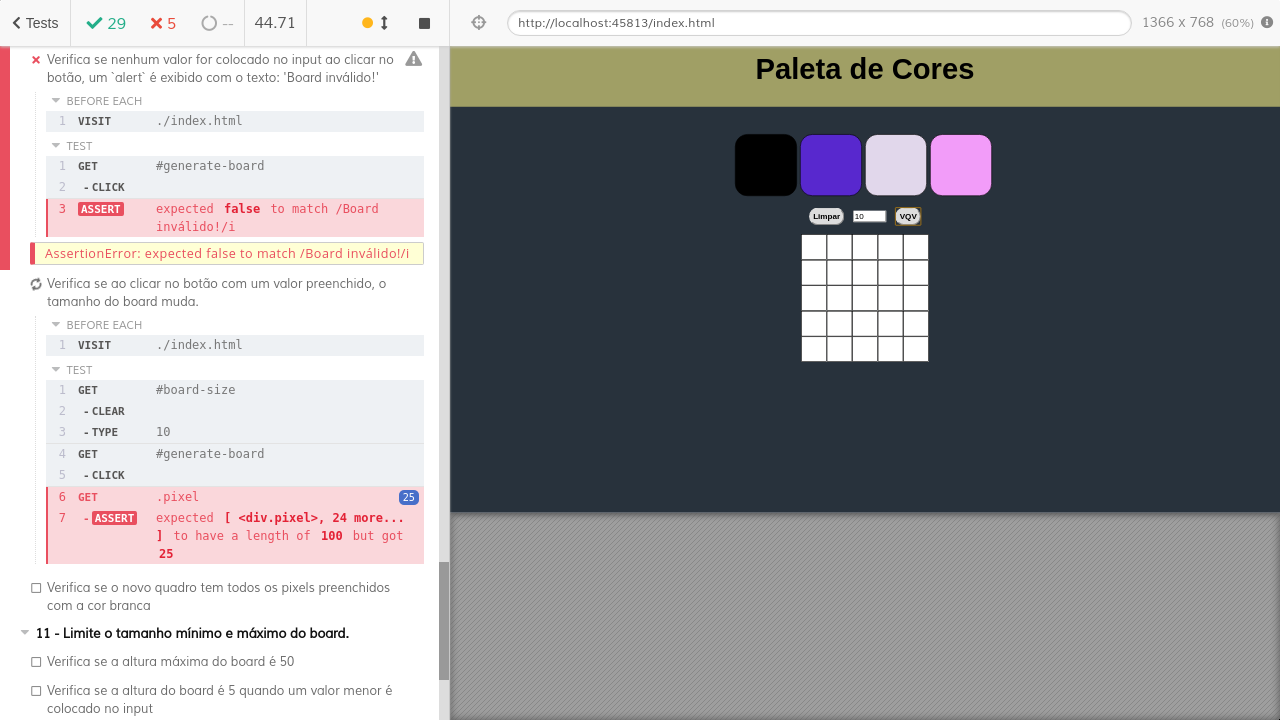 Tests 29 5 -- 44.71
http://localhost:45813/index.html 1366 x 768 (60%)
Verifica se nenhum valor for colocado no input ao clicar no
botão, um `alert` é exibido com o texto: 'Board inválido!'
BEFORE EACH
1 VISIT ./index.html
TEST
1 GET #generate-board
2 -CLICK
3 ASSERT expected false to match /Board
inválido!/i
AssertionError: expected false to match /Board inválido!/i
Verifica se ao clicar no botão com um valor preenchido, o
tamanho do board muda.
BEFORE EACH
1 VISIT ./index.html
TEST
1 GET #board-size
2 -CLEAR
3 -TYPE 10
4 GET #generate-board
5 -CLICK
6 GET .pixel 25
7 -ASSERT expected [ <div.pixel>, 24 more...
] to have a length of 100 but got
25
Verifica se o novo quadro tem todos os pixels preenchidos
com a cor branca
11 - Limite o tamanho mínimo e máximo do board.
Verifica se a altura máxima do board é 50
Verifica se a altura do board é 5 quando um valor menor é
colocado no input
Paleta de Cores
Limpar 10 VQV